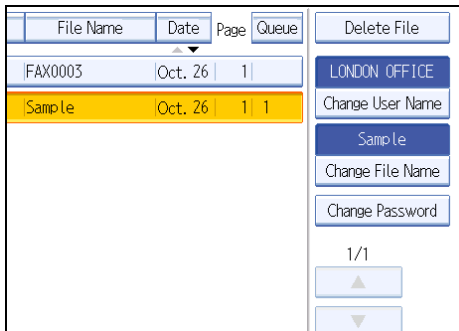 File Name Date Page Queue Delete File
FAX0003 Oct. 26 1 LONDON OFFICE
Change User Name
Sample Oct. 26 1 1
Sample
Change File Name
Change Password
1/1